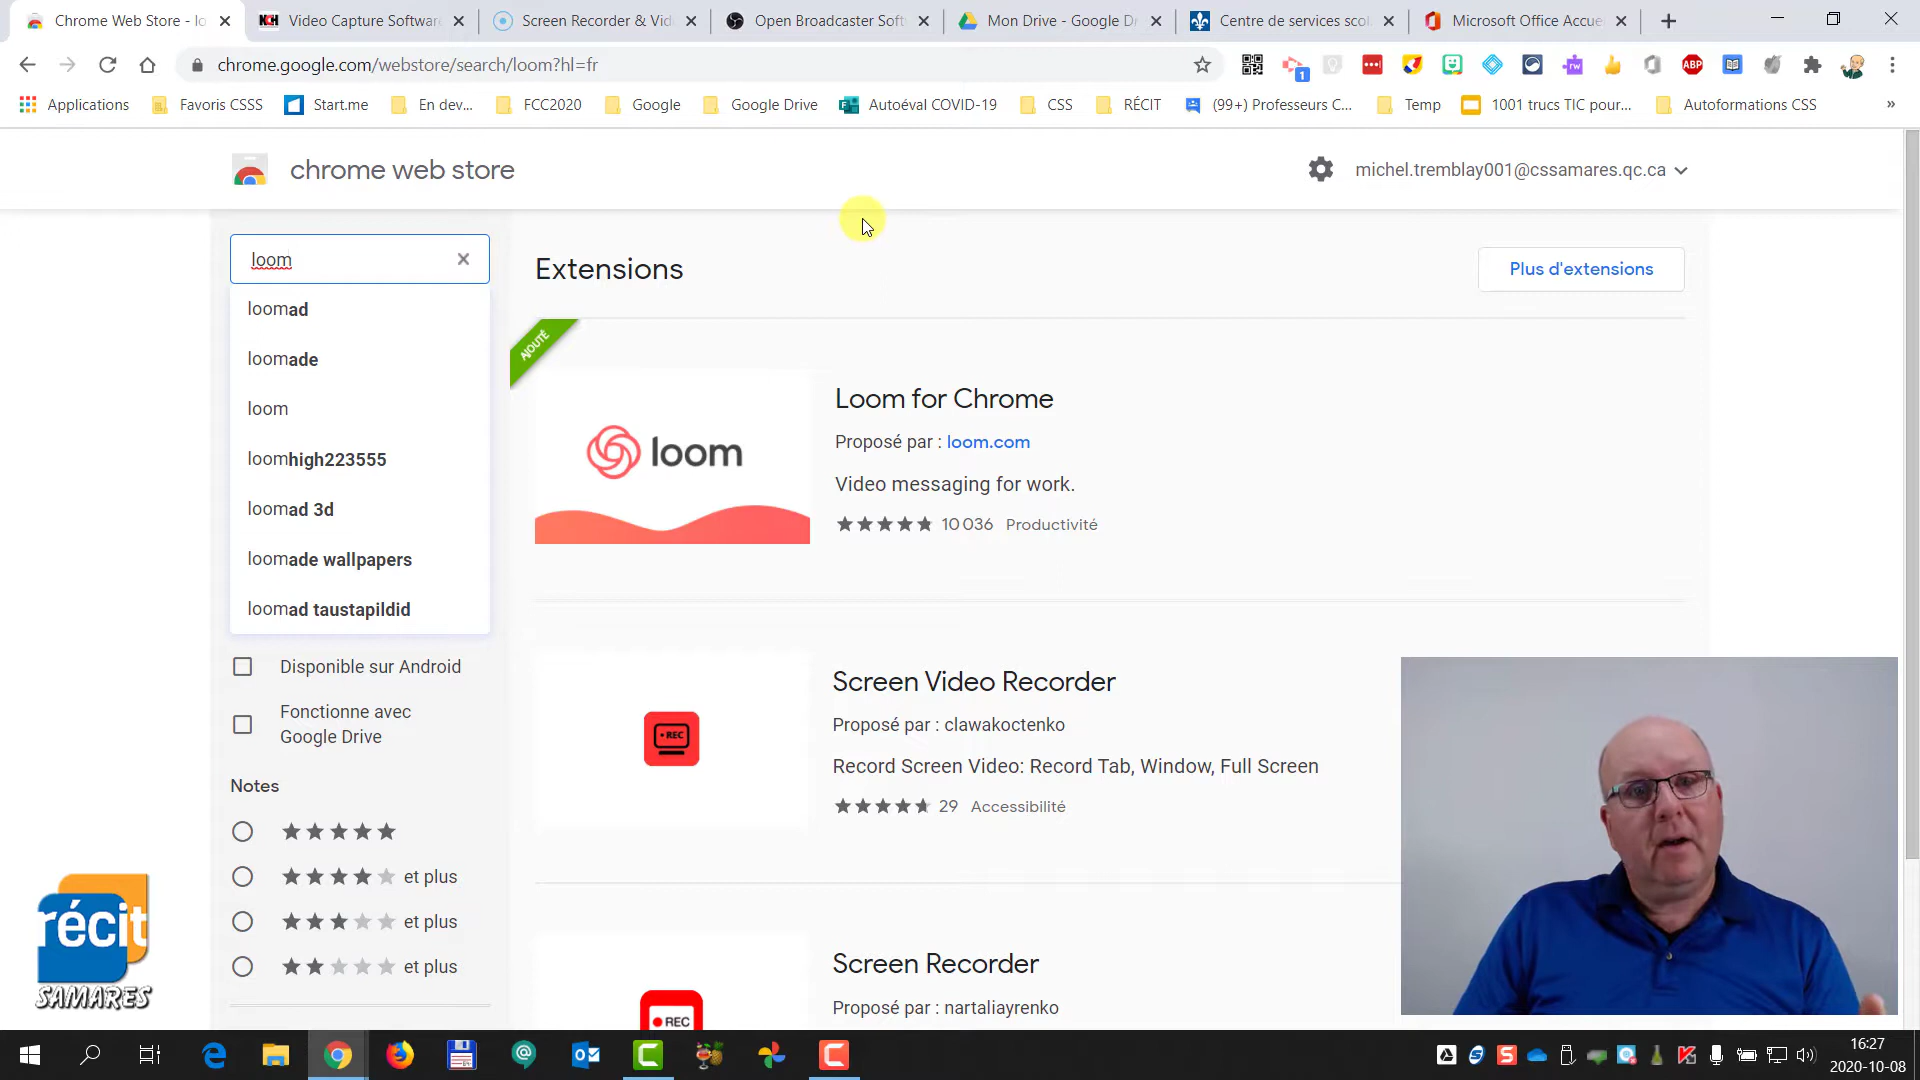 Chrome Web Store - lo
Video Capture Software
Screen Recorder & Vid
Open Broadcaster Soft
Mon Drive - Google Dr
Centre de services scol
Microsoft Office Accue
chrome.google.com/webstore/search/loom?hl=fr
1
ABP
rw
Applications
Favoris CSSS
Start.me
En dev...
FCC2020
Google
Google Drive
Autoéval COVID-19
CSS
RÉCIT
(99+) Professeurs C...
Temp
1001 trucs TIC pour...
Autoformations CSS
»
chrome web store
michel.tremblay001@cssamares.qc.ca
loom
loomad
loomade
loom
loomhigh223555
loomad 3d
loomade wallpapers
loomad taustapildid
Disponible sur Android
Fonctionne avec
Google Drive
Notes
et plus
et plus
et plus
Extensions
Plus d'extensions
AJOUTÉ
loom
Loom for Chrome
Proposé par : loom.com
Video messaging for work.
10 036 Productivité
REC
Screen Video Recorder
Proposé par : clawakoctenko
Record Screen Video: Record Tab, Window, Full Screen
29 Accessibilité
REC
Screen Recorder
Proposé par : nartaliayrenko
récit
SAMARES
16:27
2020-10-08